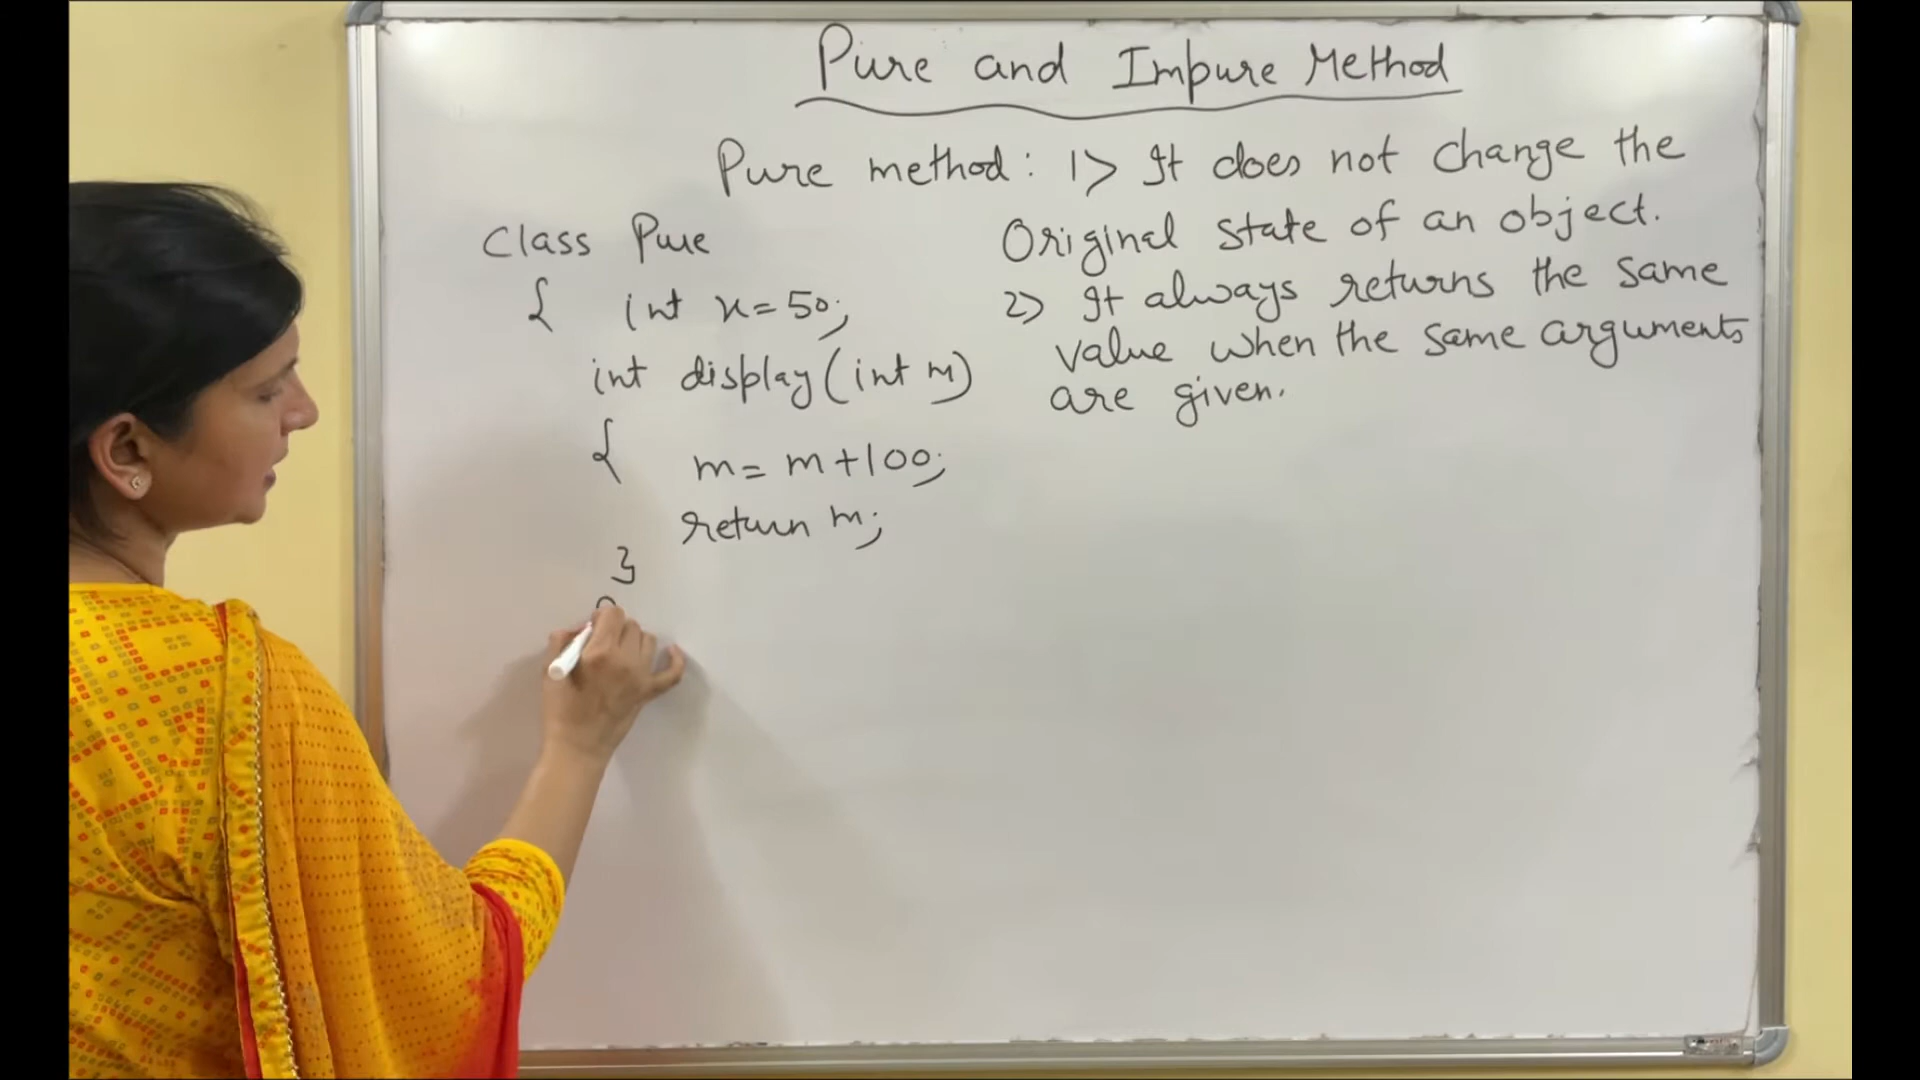 Pure and Impure Method
Pure method: 1> It does not change the
Original state of an object.
2> It always returns the same
value when the same arguments
are given.
Class Pure
{ int x=50;
int display(int m)
{ m= m+100;
return m;
}